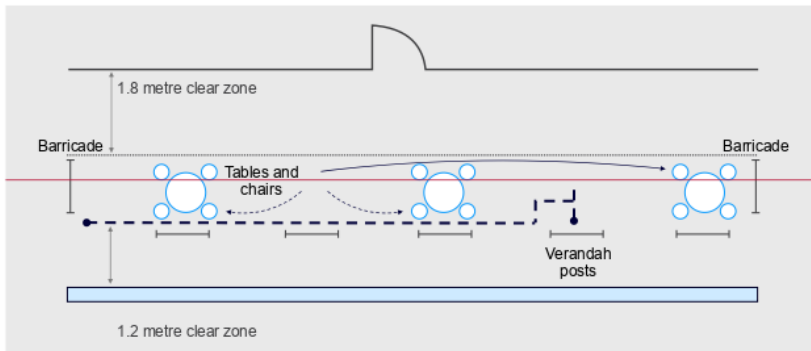 1.8 metre clear zone
Barricade
Barricade
Tables and
chairs
Verandah
posts
1.2 metre clear zone